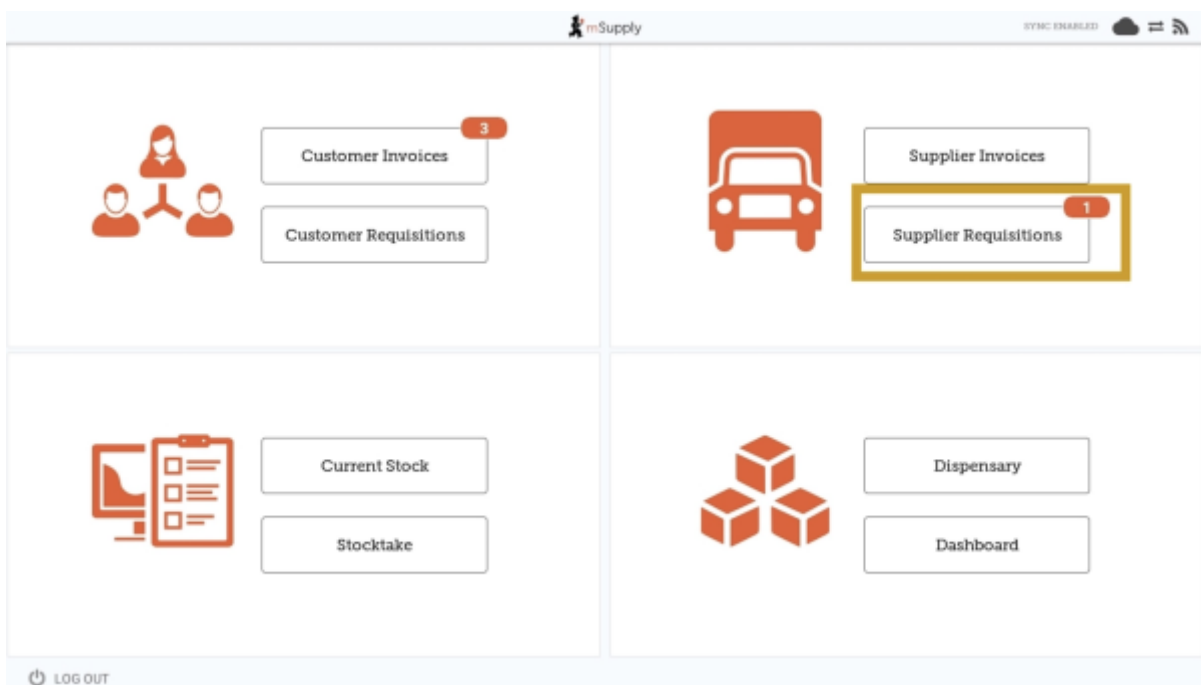 mSupply
SYNC ENABLED
3
Customer Invoices
Customer Requisitions
Supplier Invoices
1
Supplier Requisitions
Current Stock
Stocktake
Dispensary
Dashboard
LOG OUT